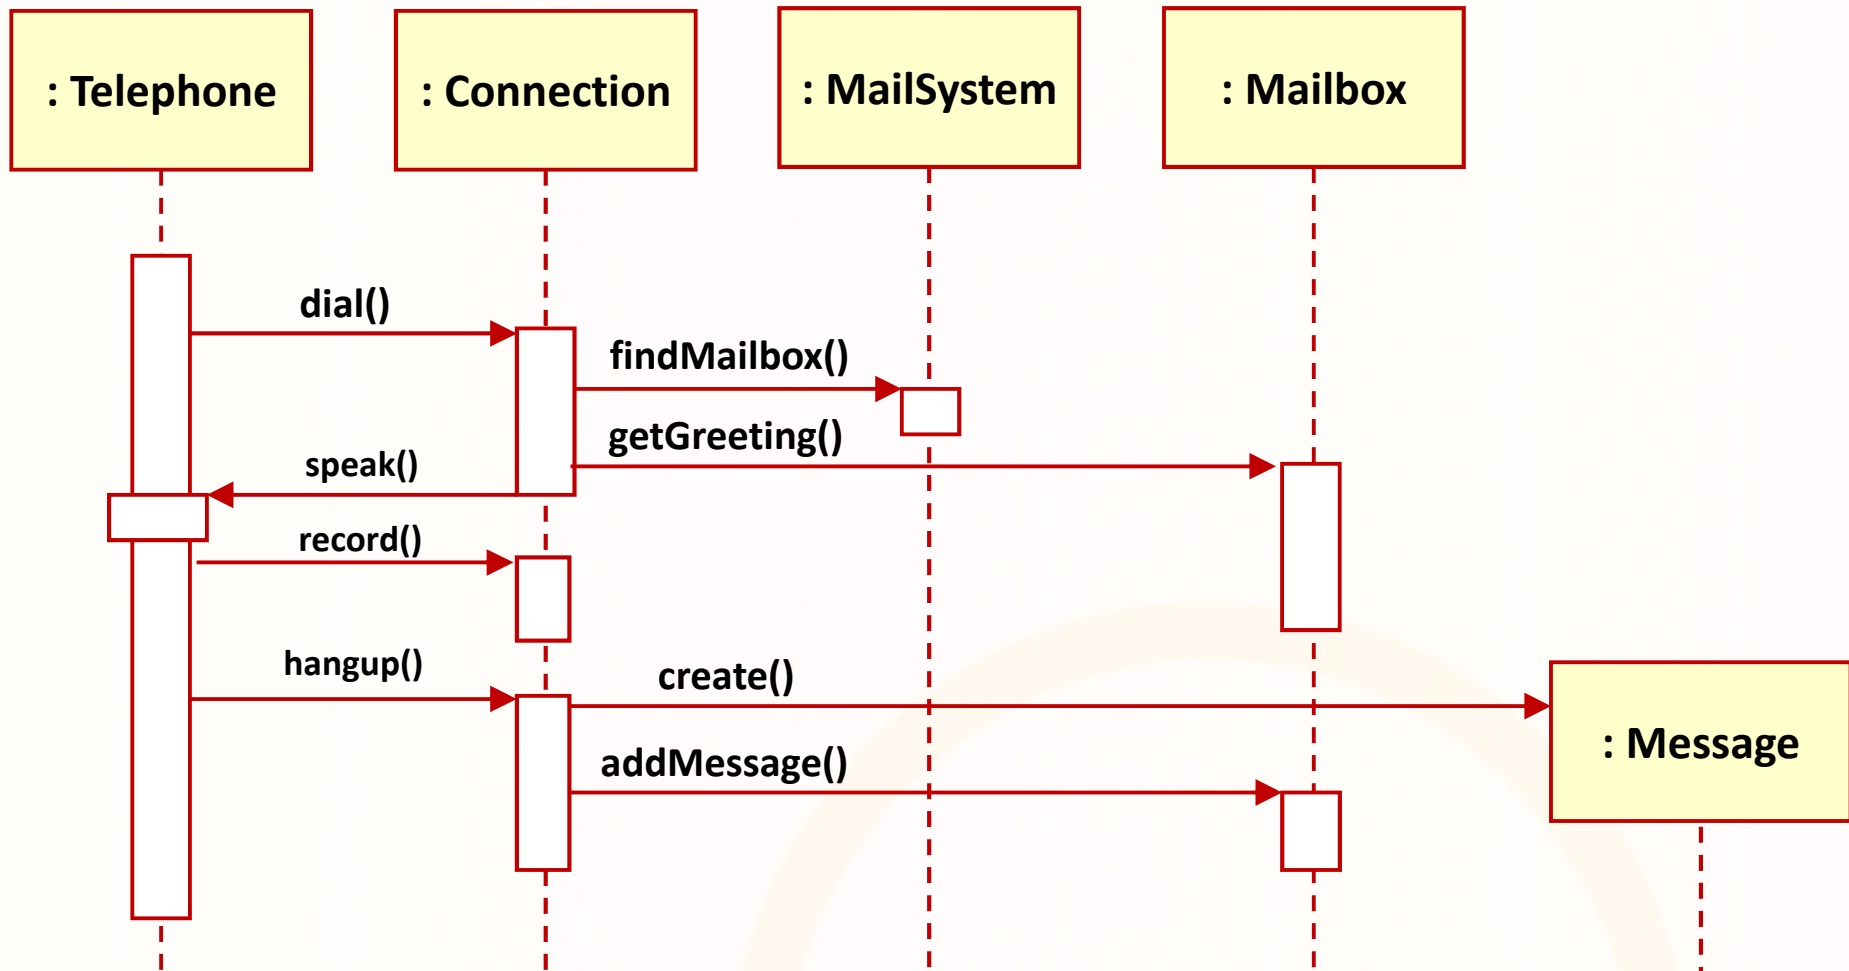 : Telephone
: Connection
: MailSystem
: Mailbox
dial()
findMailbox()
getGreeting()
speak()
record()
hangup()
create()
: Message
addMessage()